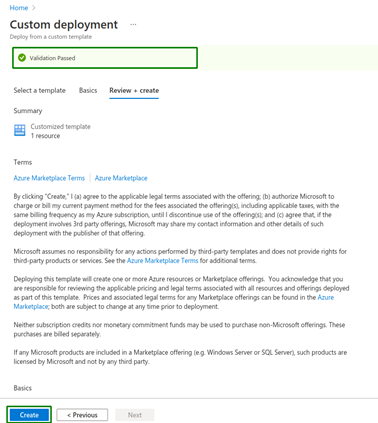 Home >
Custom deployment ...
Deploy from a custom template
Validation Passed
Select a template Basics Review + create
Summary
Customized template
1 resource
Terms
Azure Marketplace Terms | Azure Marketplace
By clicking "Create," I (a) agree to the applicable legal terms associated with the offering; (b) authorize Microsoft to
charge or bill my current payment method for the fees associated the offering(s), including applicable taxes, with the
same billing frequency as my Azure subscription, until I discontinue use of the offering(s); and (c) agree that, if the
deployment involves 3rd party offerings, Microsoft may share my contact information and other details of such
deployment with the publisher of that offering.
Microsoft assumes no responsibility for any actions performed by third-party templates and does not provide rights for
third-party products or services. See the Azure Marketplace Terms for additional terms.
Deploying this template will create one or more Azure resources or Marketplace offerings. You acknowledge that you
are responsible for reviewing the applicable pricing and legal terms associated with all resources and offerings deployed
as part of this template. Prices and associated legal terms for any Marketplace offerings can be found in the Azure
Marketplace; both are subject to change at any time prior to deployment.
Neither subscription credits nor monetary commitment funds may be used to purchase non-Microsoft offerings. These
purchases are billed separately.
If any Microsoft products are included in a Marketplace offering (e.g. Windows Server or SQL Server), such products are
licensed by Microsoft and not by any third party.
Basics
Create < Previous Next